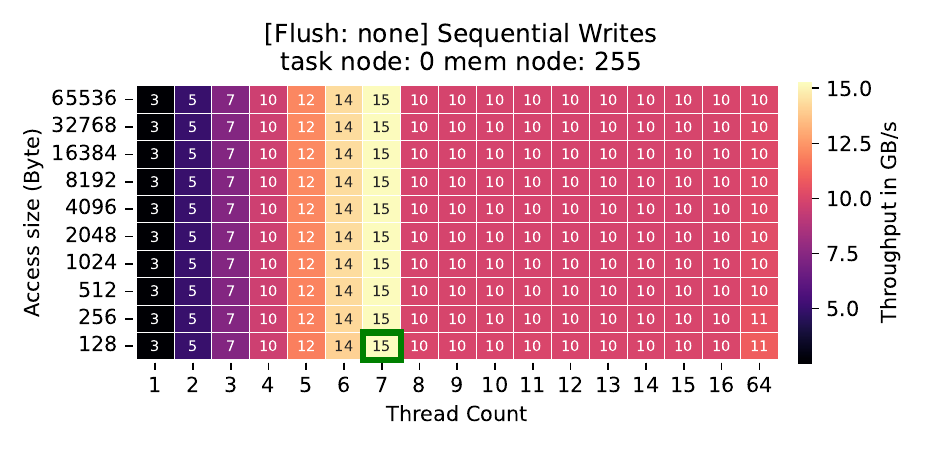 [Flush: none] Sequential Writes
task node: 0 mem node: 255
Access size (Byte)
65536 3 5 7 10 12 14 15 10 10 10 10 10 10 10 10 10 10
32768 3 5 7 10 12 14 15 10 10 10 10 10 10 10 10 10 10
16384 3 5 7 10 12 14 15 10 10 10 10 10 10 10 10 10 10
8192 3 5 7 10 12 14 15 10 10 10 10 10 10 10 10 10 10
4096 3 5 7 10 12 14 15 10 10 10 10 10 10 10 10 10 10
2048 3 5 7 10 12 14 15 10 10 10 10 10 10 10 10 10 10
1024 3 5 7 10 12 14 15 10 10 10 10 10 10 10 10 10 10
512 3 5 7 10 12 14 15 10 10 10 10 10 10 10 10 10 10
256 3 5 7 10 12 14 15 10 10 10 10 10 10 10 10 10 11
128 3 5 7 10 12 14 15 10 10 10 10 10 10 10 10 10 11
1 2 3 4 5 6 7 8 9 10 11 12 13 14 15 16 64
Thread Count
15.0
12.5
10.0
7.5
5.0
Throughput in GB/s